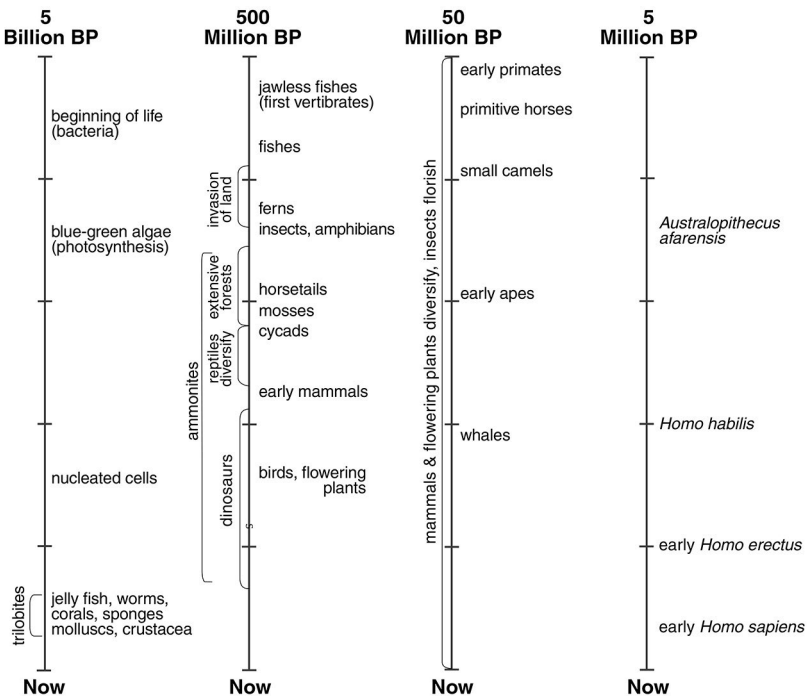 5
Billion BP
beginning of life
(bacteria)
blue-green algae
(photosynthesis)
nucleated cells
trilobites
jelly fish, worms,
corals, sponges
molluscs, crustacea
Now
500
Million BP
jawless fishes
(first vertibrates)
fishes
invasion
of land
ferns
insects, amphibians
extensive
forests
horsetails
mosses
cycads
reptiles
diversify
ammonites
early mammals
dinosaurs
birds, flowering
plants
s
Now
50
Million BP
mammals & flowering plants diversify, insects florish
early primates
primitive horses
small camels
early apes
whales
Now
5
Million BP
Australopithecus
afarensis
Homo habilis
early Homo erectus
early Homo sapiens
Now